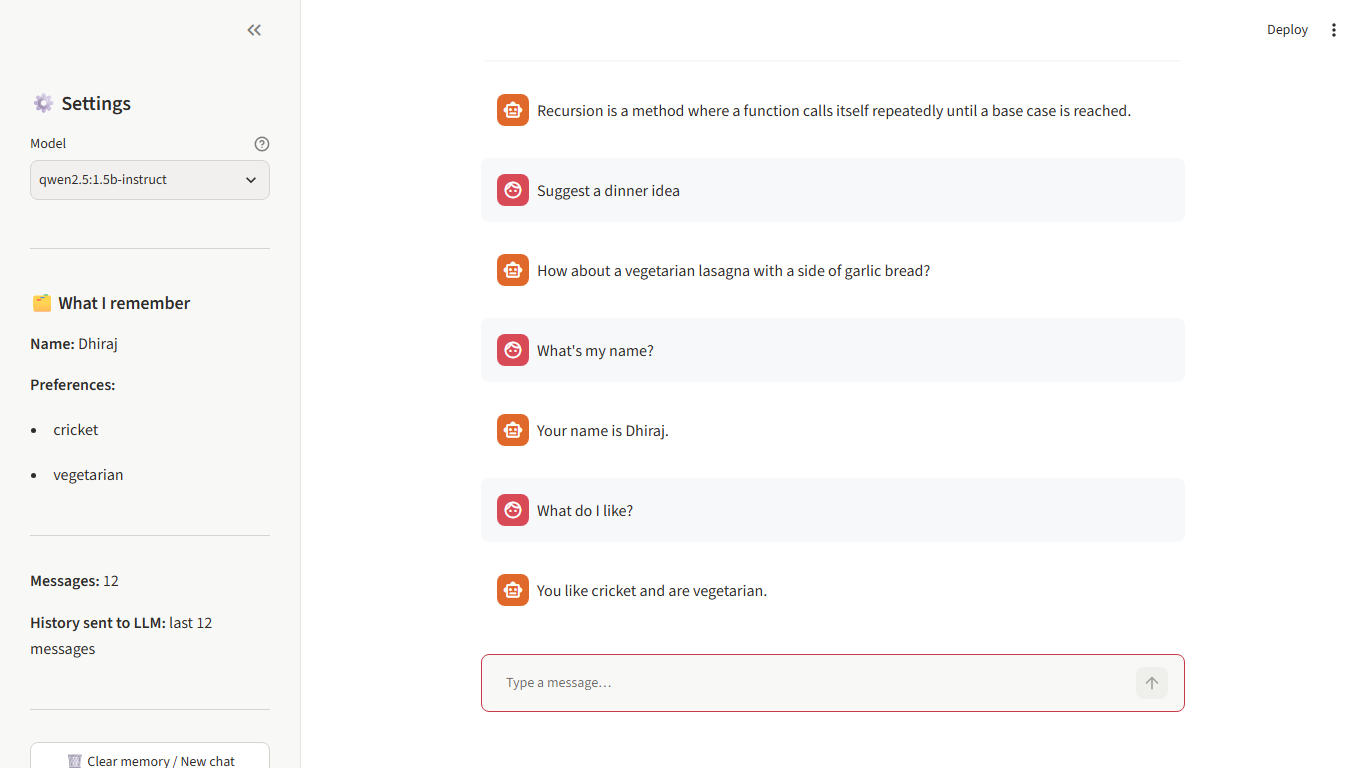 Deploy
Settings
Model
qwen2.5:1.5b-instruct
What I remember
Name: Dhiraj
Preferences:
cricket
vegetarian
Messages: 12
History sent to LLM: last 12
messages
Clear memory / New chat
Recursion is a method where a function calls itself repeatedly until a base case is reached.
Suggest a dinner idea
How about a vegetarian lasagna with a side of garlic bread?
What's my name?
Your name is Dhiraj.
What do I like?
You like cricket and are vegetarian.
Type a message…